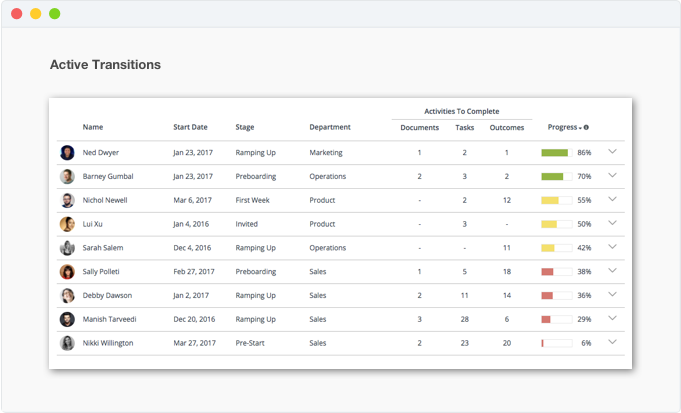 Active Transitions
Activities To Complete
Name Start Date Stage Department Documents Tasks Outcomes Progress
Ned Dwyer Jan 23, 2017 Ramping Up Marketing 1 2 1 86%
Barney Gumbal Jan 23, 2017 Preboarding Operations 2 3 2 70%
Nichol Newell Mar 6, 2017 First Week Product - 2 12 55%
Lui Xu Jan 4, 2016 Invited Product - 3 - 50%
Sarah Salem Dec 4, 2016 Ramping Up Operations - - 11 42%
Sally Polleti Feb 27, 2017 Preboarding Sales 1 5 18 38%
Debby Dawson Jan 2, 2017 Ramping Up Sales 2 11 14 36%
Manish Tarveedi Dec 20, 2016 Ramping Up Sales 3 28 6 29%
Nikki Willington Mar 27, 2017 Pre-Start Sales 2 23 20 6%